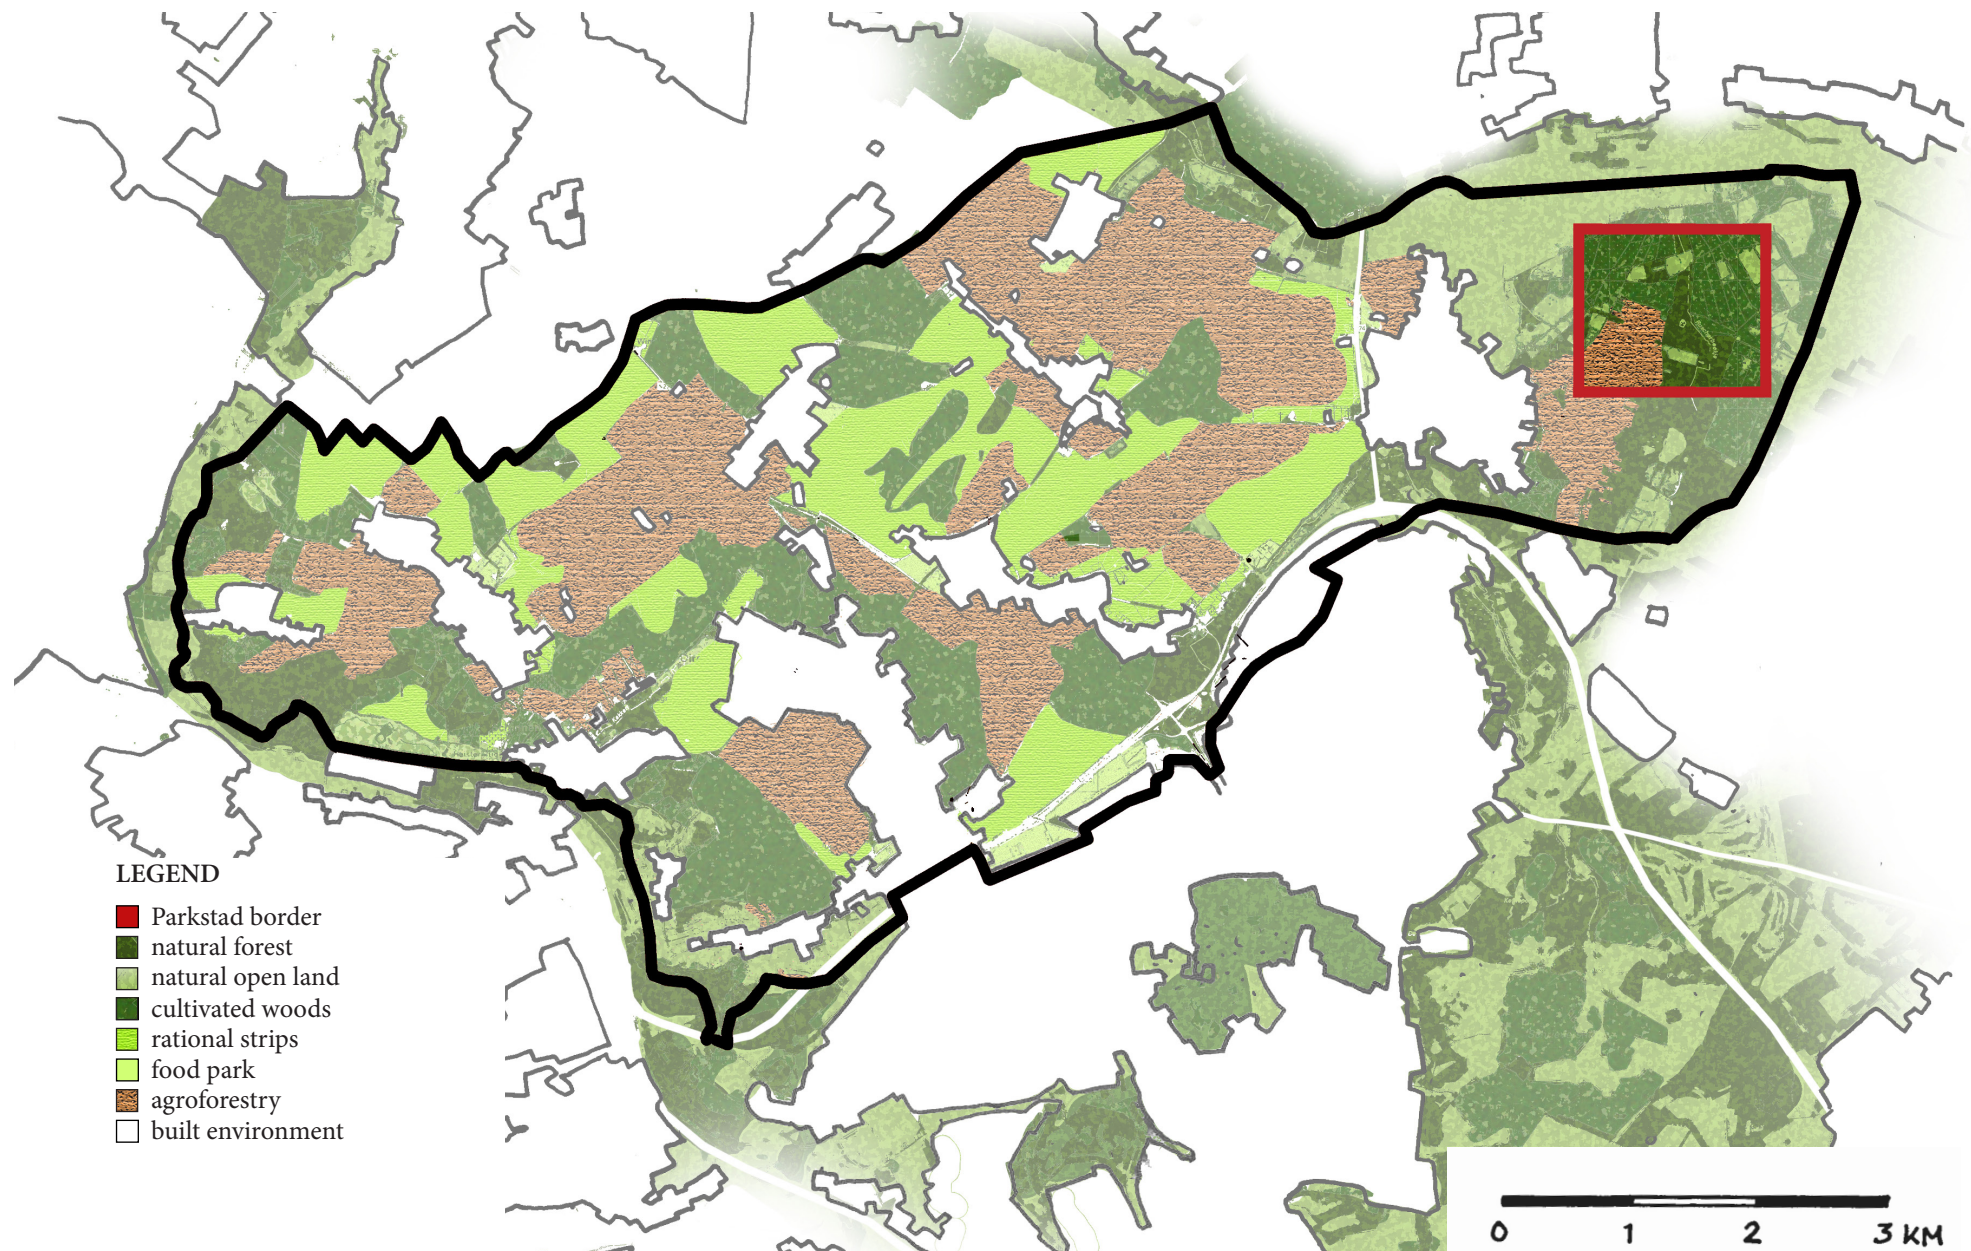 LEGEND
Parkstad border
natural forest
natural open land
cultivated woods
rational strips
food park
agroforestry
built environment
0 1 2 3 KM